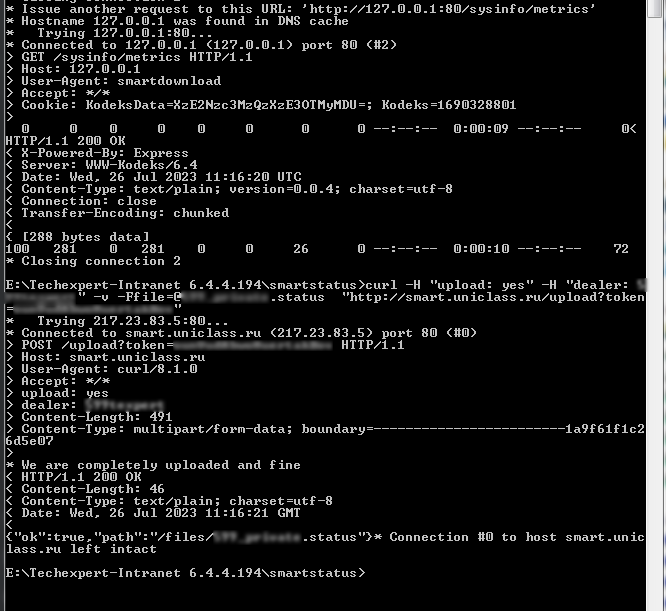 * Issue another request to this URL: 'http://127.0.0.1:80/sysinfo/metrics'
* Hostname 127.0.0.1 was found in DNS cache
*   Trying 127.0.0.1:80...
* Connected to 127.0.0.1 (127.0.0.1) port 80 (#2)
> GET /sysinfo/metrics HTTP/1.1
> Host: 127.0.0.1
> User-Agent: smartdownload
> Accept: */*
> Cookie: KodeksData=XzE2Nzc3MzQzXzE3OTMyMDU=; Kodeks=1690328801
>
  0     0    0     0    0     0      0      0 --:--:--  0:00:09 --:--:--     0<
HTTP/1.1 200 OK
< X-Powered-By: Express
< Server: WWW-Kodeks/6.4
< Date: Wed, 26 Jul 2023 11:16:20 UTC
< Content-Type: text/plain; version=0.0.4; charset=utf-8
< Connection: close
< Transfer-Encoding: chunked
<
{ [288 bytes data]
100   281    0   281    0     0     26      0 --:--:--  0:00:10 --:--:--    72
* Closing connection 2
E:\Techexpert-Intranet 6.4.4.194\smartstatus>curl -H "upload: yes" -H "dealer:
" -v -Ffile=@ .status  "http://smart.uniclass.ru/upload?token
= "
*   Trying 217.23.83.5:80...
* Connected to smart.uniclass.ru (217.23.83.5) port 80 (#0)
> POST /upload?token= HTTP/1.1
> Host: smart.uniclass.ru
> User-Agent: curl/8.1.0
> Accept: */*
> upload: yes
> dealer:
> Content-Length: 491
> Content-Type: multipart/form-data; boundary=------------------------1a9f61f1c2
6d5e07
>
* We are completely uploaded and fine
< HTTP/1.1 200 OK
< Content-Length: 46
< Content-Type: text/plain; charset=utf-8
< Date: Wed, 26 Jul 2023 11:16:21 GMT
<
{"ok":true,"path":"/files/ .status"}* Connection #0 to host smart.unic
lass.ru left intact
E:\Techexpert-Intranet 6.4.4.194\smartstatus>